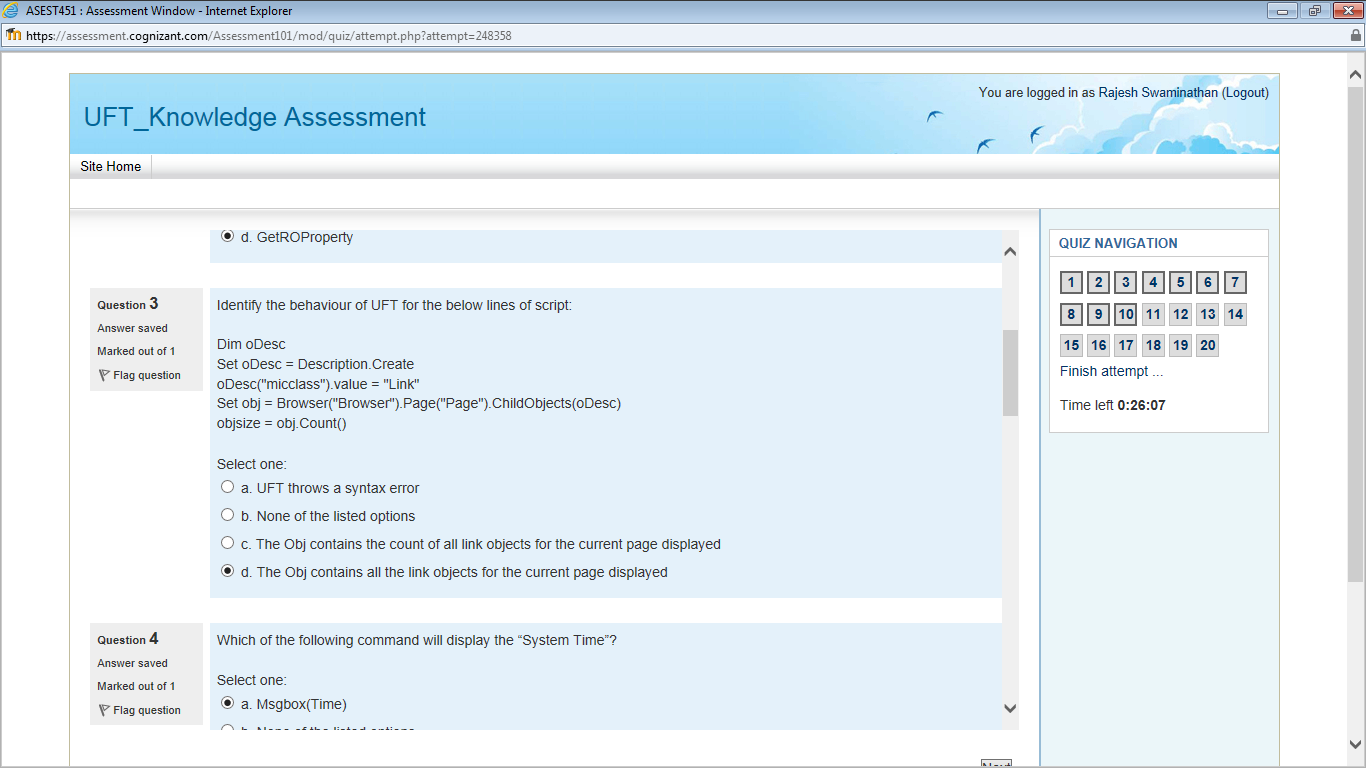 ASEST451 : Assessment Window - Internet Explorer
https://assessment.cognizant.com/Assessment101/mod/quiz/attempt.php?attempt=248358
You are logged in as Rajesh Swaminathan (Logout)
UFT_Knowledge Assessment
Site Home
d. GetROProperty
Question 3
Answer saved
Marked out of 1
Flag question
Identify the behaviour of UFT for the below lines of script:
Dim oDesc
Set oDesc = Description.Create
oDesc("micclass").value = "Link"
Set obj = Browser("Browser").Page("Page").ChildObjects(oDesc)
objsize = obj.Count()
Select one:
a. UFT throws a syntax error
b. None of the listed options
c. The Obj contains the count of all link objects for the current page displayed
d. The Obj contains all the link objects for the current page displayed
Question 4
Answer saved
Marked out of 1
Flag question
Which of the following command will display the “System Time”?
Select one:
a. Msgbox(Time)
b. None of the listed options
Next
QUIZ NAVIGATION
1 2 3 4 5 6 7
8 9 10 11 12 13 14
15 16 17 18 19 20
Finish attempt ...
Time left 0:26:07